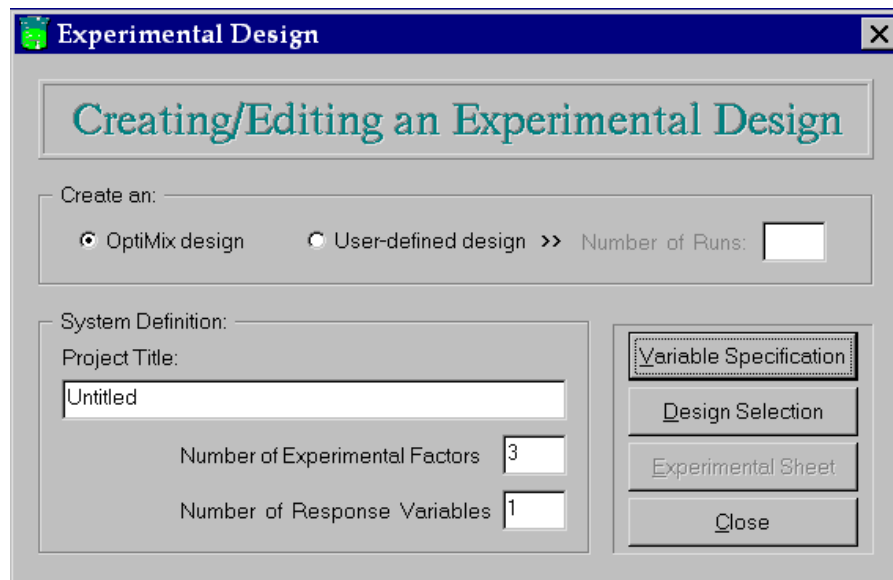 Experimental Design
Creating/Editing an Experimental Design
Create an:
OptiMix design
User-defined design >> Number of Runs:
System Definition:
Project Title:
Untitled
Number of Experimental Factors 3
Number of Response Variables 1
Variable Specification
Design Selection
Experimental Sheet
Close